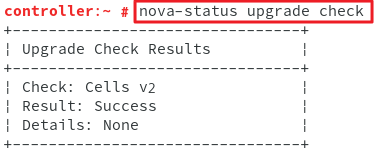 controller:~ # nova-status upgrade check
+-------------------------------+
¦ Upgrade Check Results         ¦
+-------------------------------+
¦ Check: Cells v2               ¦
¦ Result: Success               ¦
¦ Details: None                 ¦
+-------------------------------+